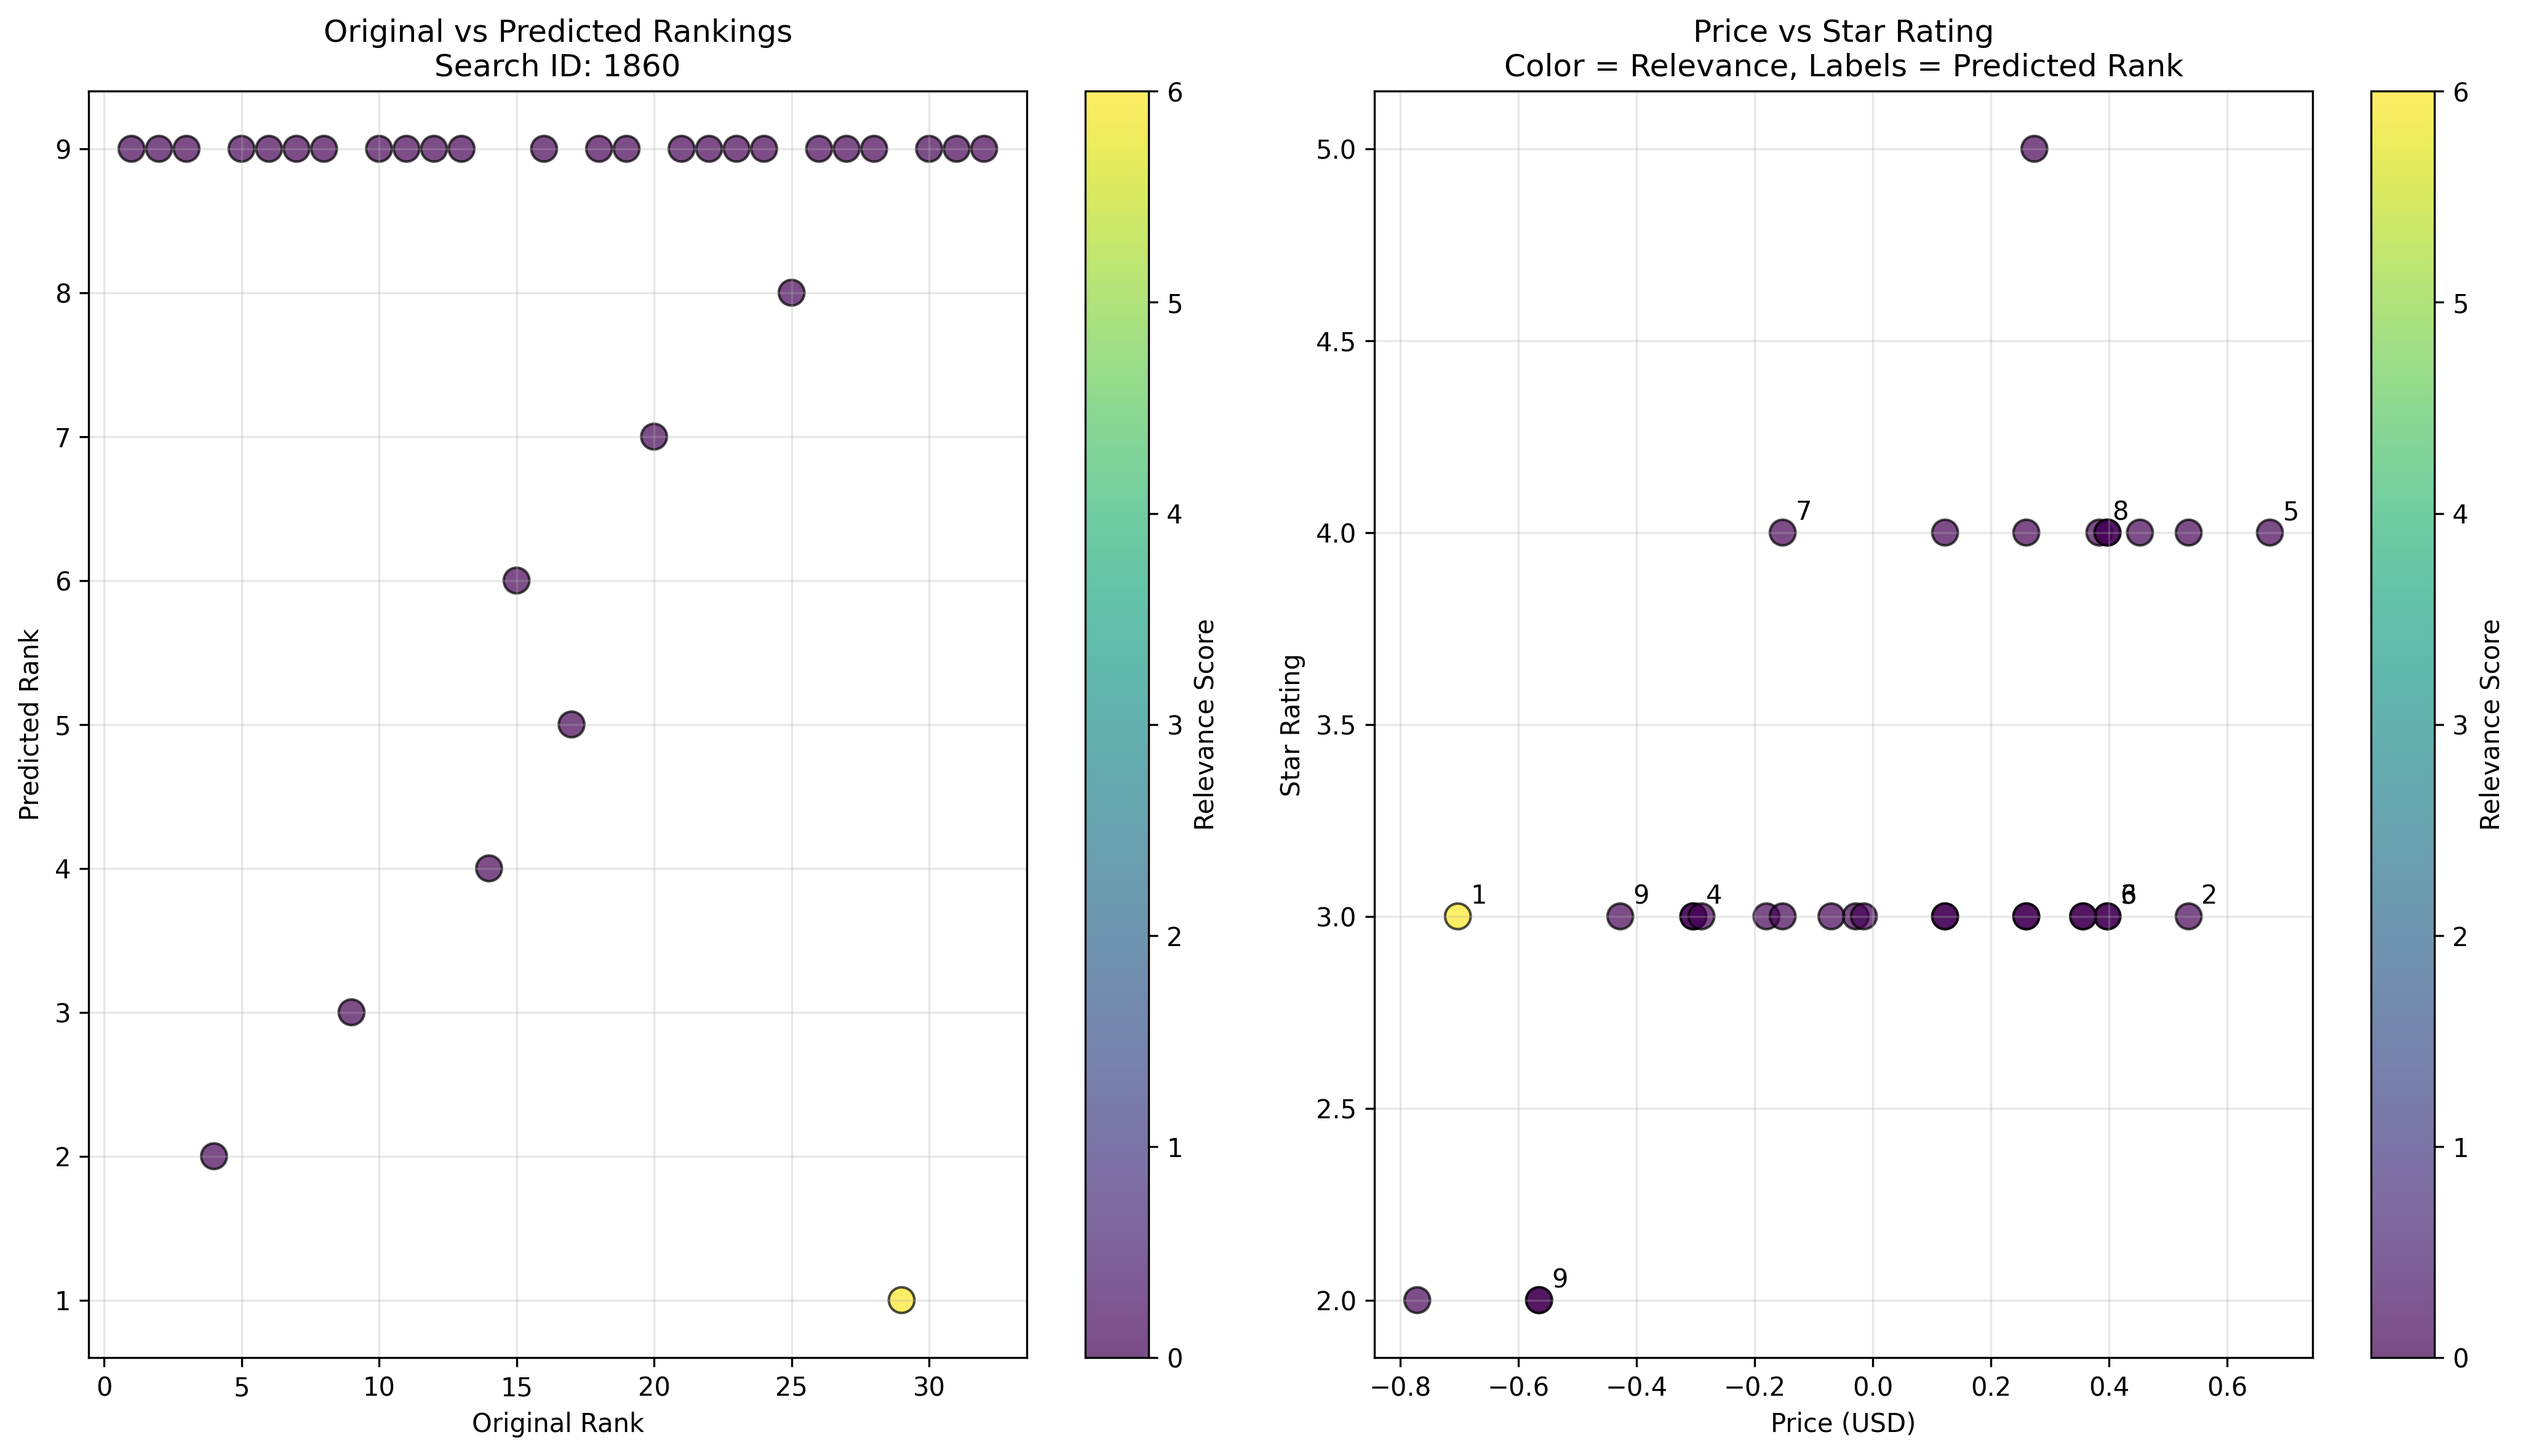 Original vs Predicted Rankings
Search ID: 1860
9
8
7
6
5
4
3
2
1
Predicted Rank
0 5 10 15 20 25 30
Original Rank
6
5
4
3
2
1
0
Relevance Score
Price vs Star Rating
Color = Relevance, Labels = Predicted Rank
5.0
4.5
4.0
3.5
3.0
2.5
2.0
Star Rating
7 8 5
1 9 4 2
9
−0.8 −0.6 −0.4 −0.2 0.0 0.2 0.4 0.6
Price (USD)
6
5
4
3
2
1
0
Relevance Score